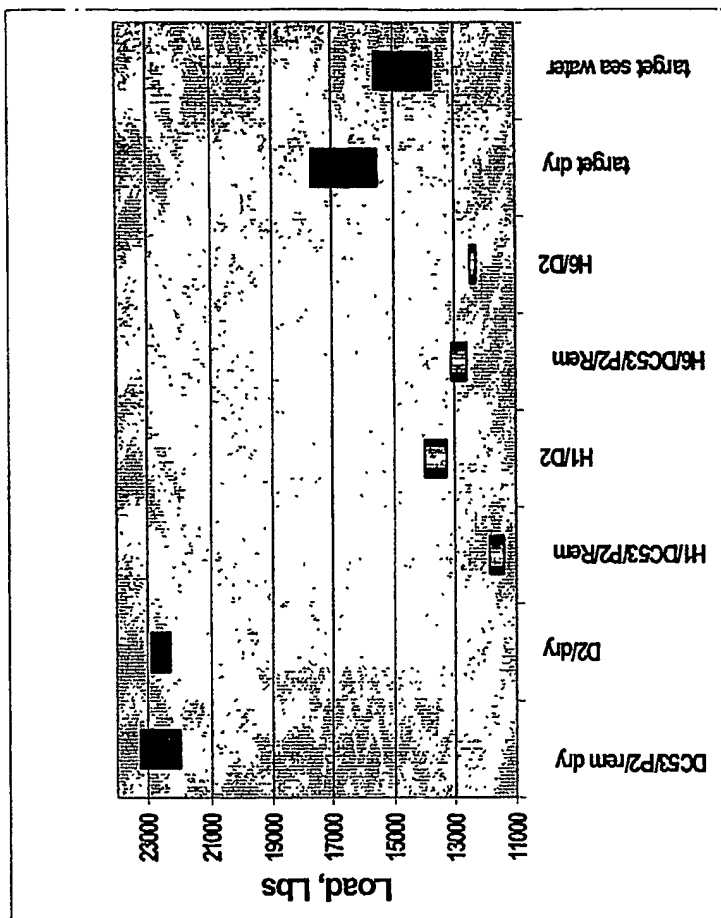 Load, Lbs
23000
21000
19000
17000
15000
13000
11000
DC53/P2/rem dry
D2/dry
H1/DC53/P2/Rem
H1/D2
H6/DC53/P2/Rem
H6/D2
target dry
target sea water